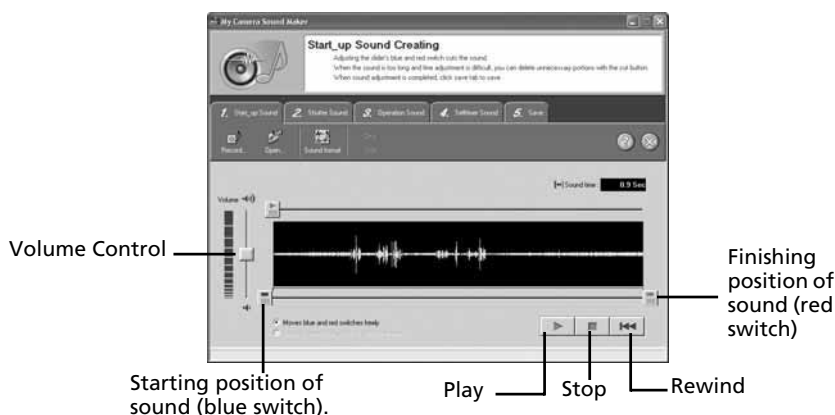 My Camera Sound Maker
Start_up Sound Creating
Adjusting the slider's blue and red switch cuts the sound.
When the sound is too long and fine adjustment is difficult, you can delete unnecessary portions with the cut button.
When sound adjustment is completed, click save tab to save
1. Start_up Sound 2. Shutter Sound 3. Operation Sound 4. Selftimer Sound 5. Save
Record... Open... Sound format
Sound time 0.9 Sec
Volume
Volume Control
Finishing
position of
sound (red
switch)
Moves blue and red switches freely
Starting position of
sound (blue switch).
Play Stop Rewind